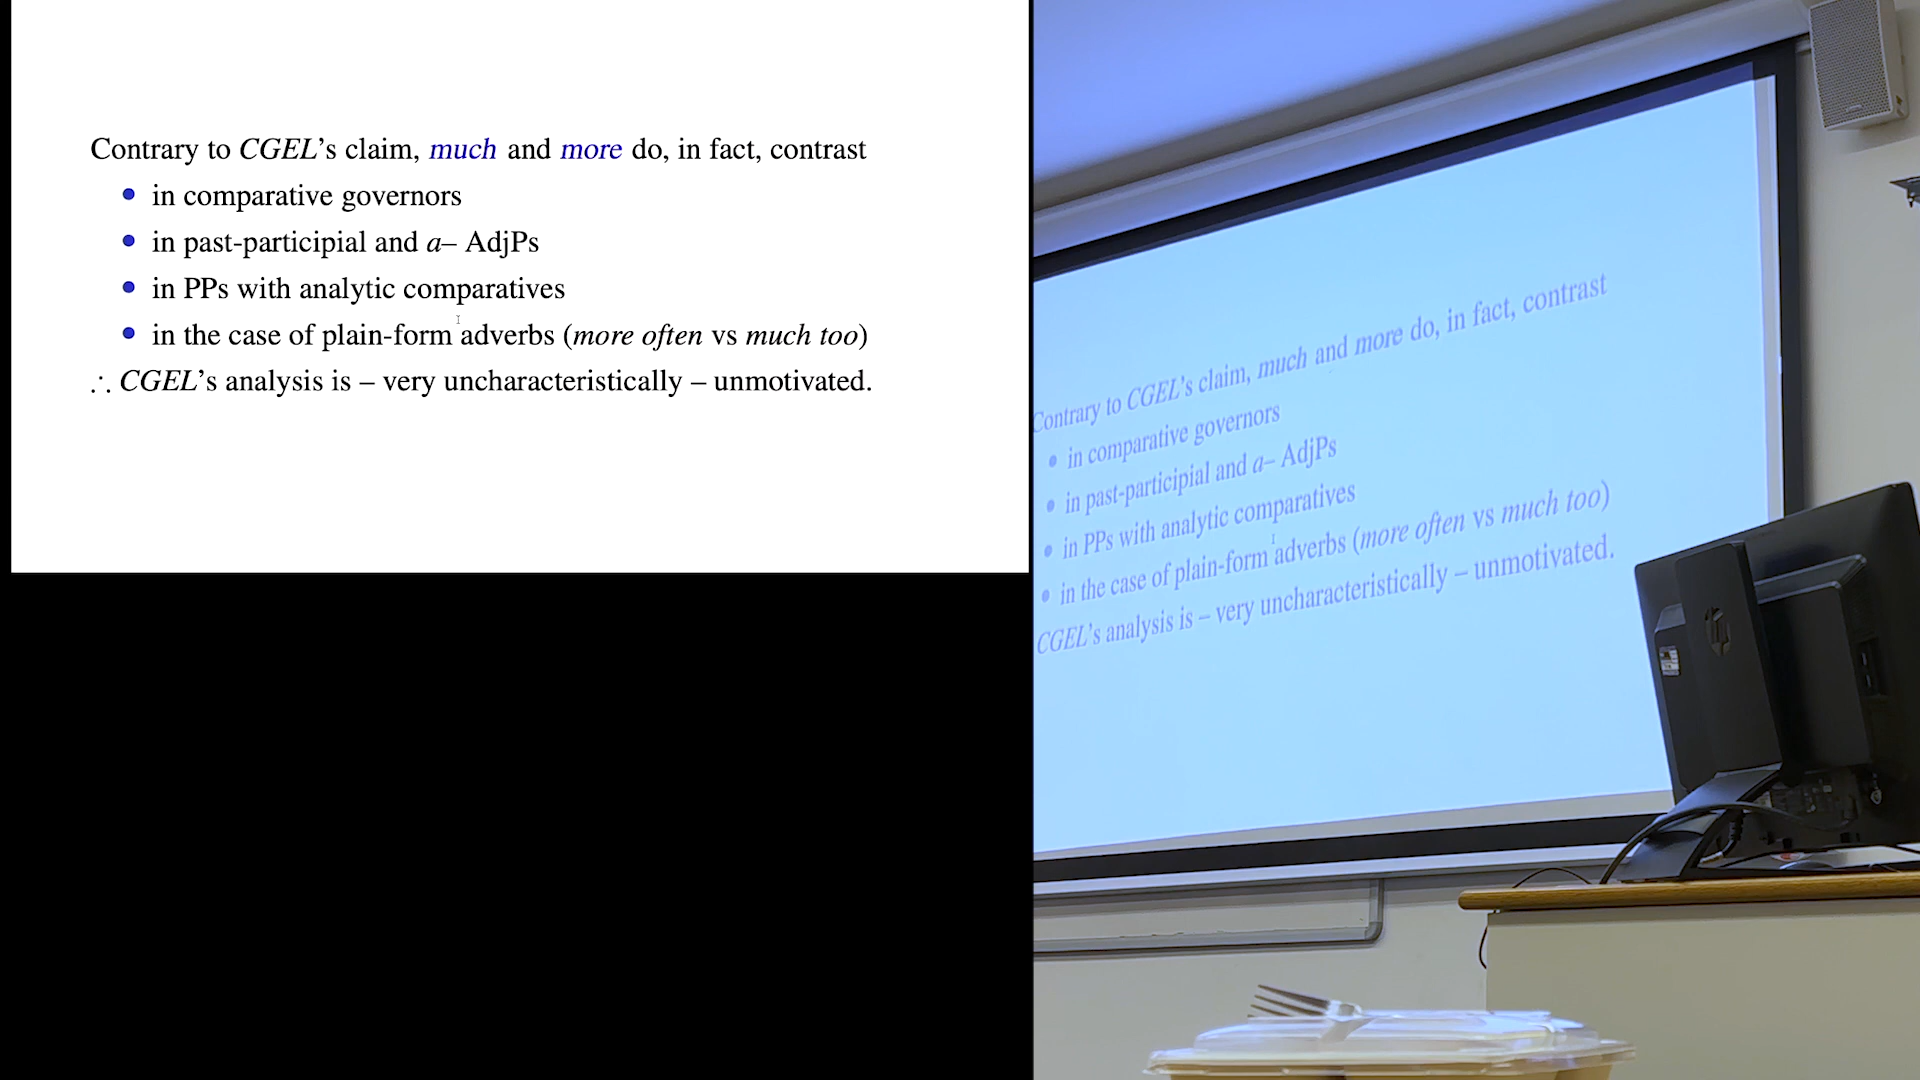 Contrary to CGEL's claim, much and more do, in fact, contrast
• in comparative governors
• in past-participial and a– AdjPs
• in PPs with analytic comparatives
• in the case of plain-form adverbs (more often vs much too)
∴ CGEL's analysis is – very uncharacteristically – unmotivated.
Contrary to CGEL's claim, much and more do, in fact, contrast
• in comparative governors
• in past-participial and a– AdjPs
• in PPs with analytic comparatives
• in the case of plain-form adverbs (more often vs much too)
CGEL's analysis is – very uncharacteristically – unmotivated.
hp